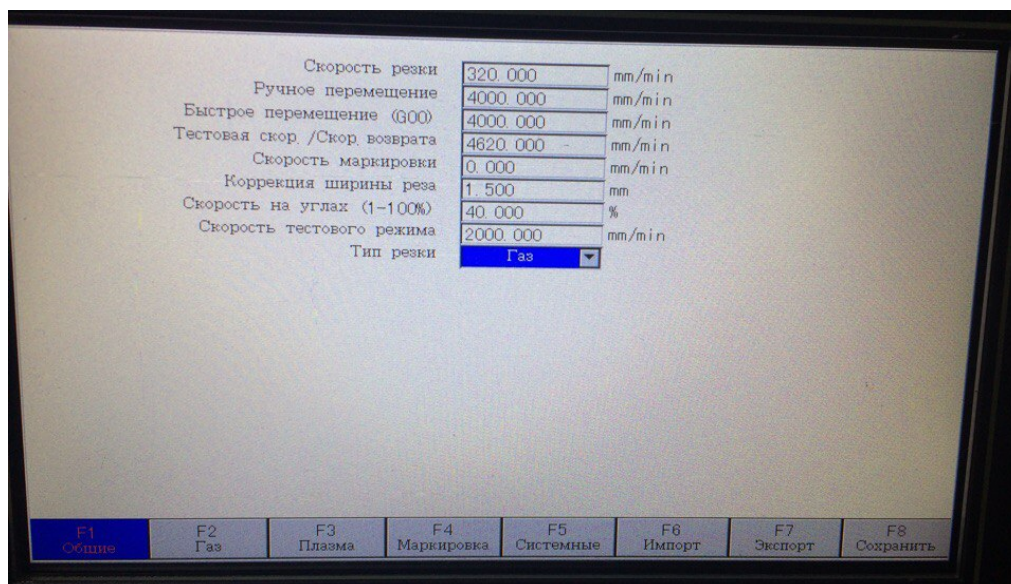 Скорость резки 320.000 mm/min
Ручное перемещение 4000.000 mm/min
Быстрое перемещение (G00) 4000.000 mm/min
Тестовая скор. /Скор. возврата 4620.000 mm/min
Скорость маркировки 0.000 mm/min
Коррекция ширины реза 1.500 mm
Скорость на углах (1-100%) 40.000 %
Скорость тестового режима 2000.000 mm/min
Тип резки Газ
F1 F2 F3 F4 F5 F6 F7 F8
Общие Газ Плазма Маркировка Системные Импорт Экспорт Сохранить